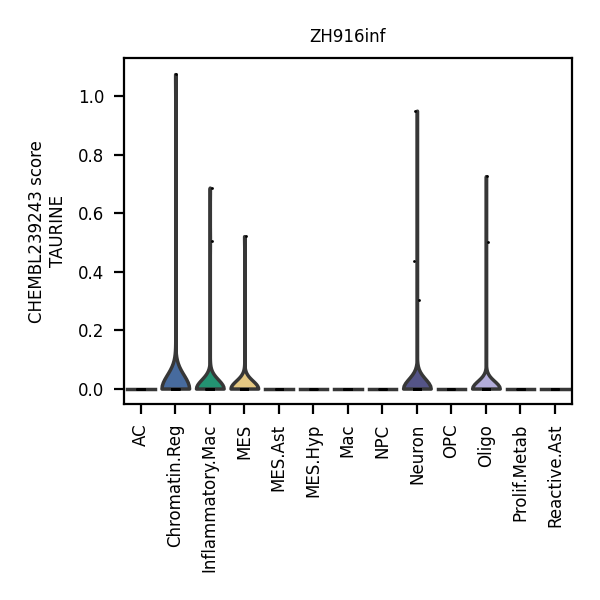 ZH916inf
CHEMBL239243 score
TAURINE
1.0
0.8
0.6
0.4
0.2
0.0
AC
Chromatin.Reg
Inflammatory.Mac
MES
MES.Ast
MES.Hyp
Mac
NPC
Neuron
OPC
Oligo
Prolif.Metab
Reactive.Ast